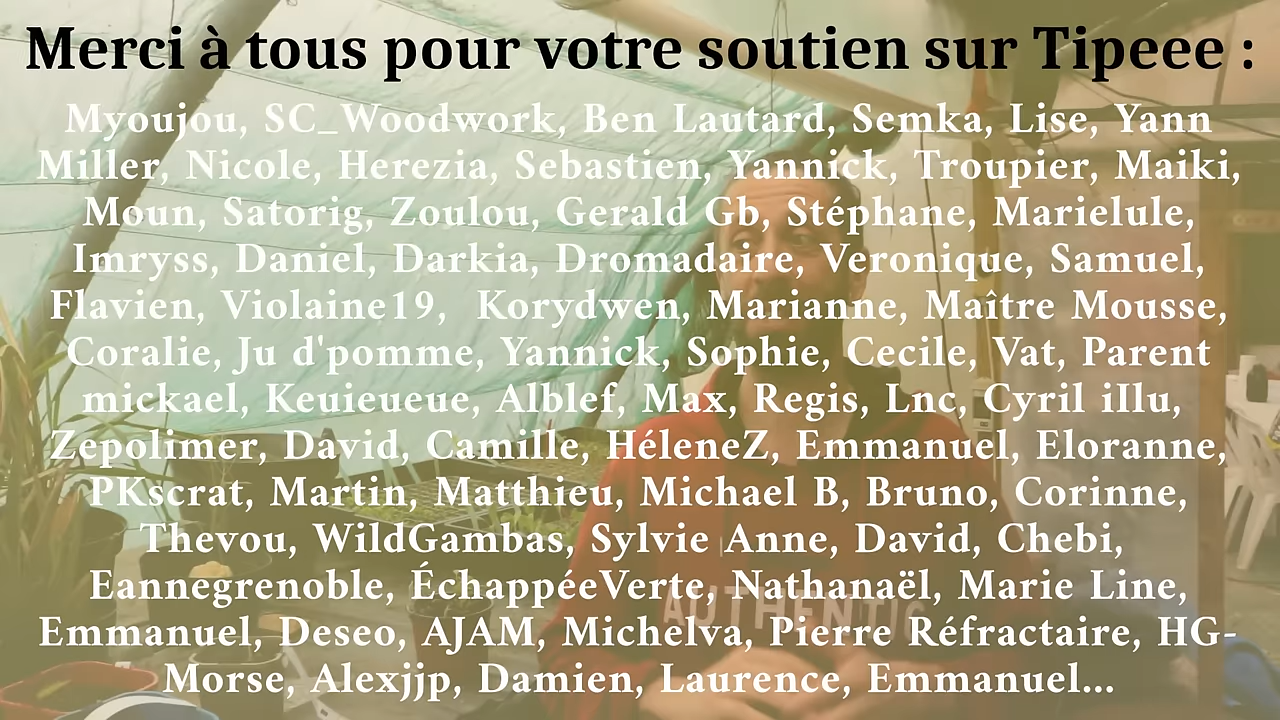 Merci à tous pour votre soutien sur Tipeee :
Myoujou, SC_Woodwork, Ben Lautard, Semka, Lise, Yann
Miller, Nicole, Herezia, Sebastien, Yannick, Troupier, Maiki,
Moun, Satorig, Zoulou, Gerald Gb, Stéphane, Marielule,
Imryss, Daniel, Darkia, Dromadaire, Veronique, Samuel,
Flavien, Violaine19,  Korydwen, Marianne, Maître Mousse,
Coralie, Ju d'pomme, Yannick, Sophie, Cecile, Vat, Parent
mickael, Keuieueue, Alblef, Max, Regis, Lnc, Cyril iIlu,
Zepolimer, David, Camille, HéleneZ, Emmanuel, Eloranne,
PKscrat, Martin, Matthieu, Michael B, Bruno, Corinne,
Thevou, WildGambas, Sylvie Anne, David, Chebi,
Eannegrenoble, ÉchappéeVerte, Nathanaël, Marie Line,
AUTHENTIC
Emmanuel, Deseo, AJAM, Michelva, Pierre Réfractaire, HG-
Morse, Alexjjp, Damien, Laurence, Emmanuel...